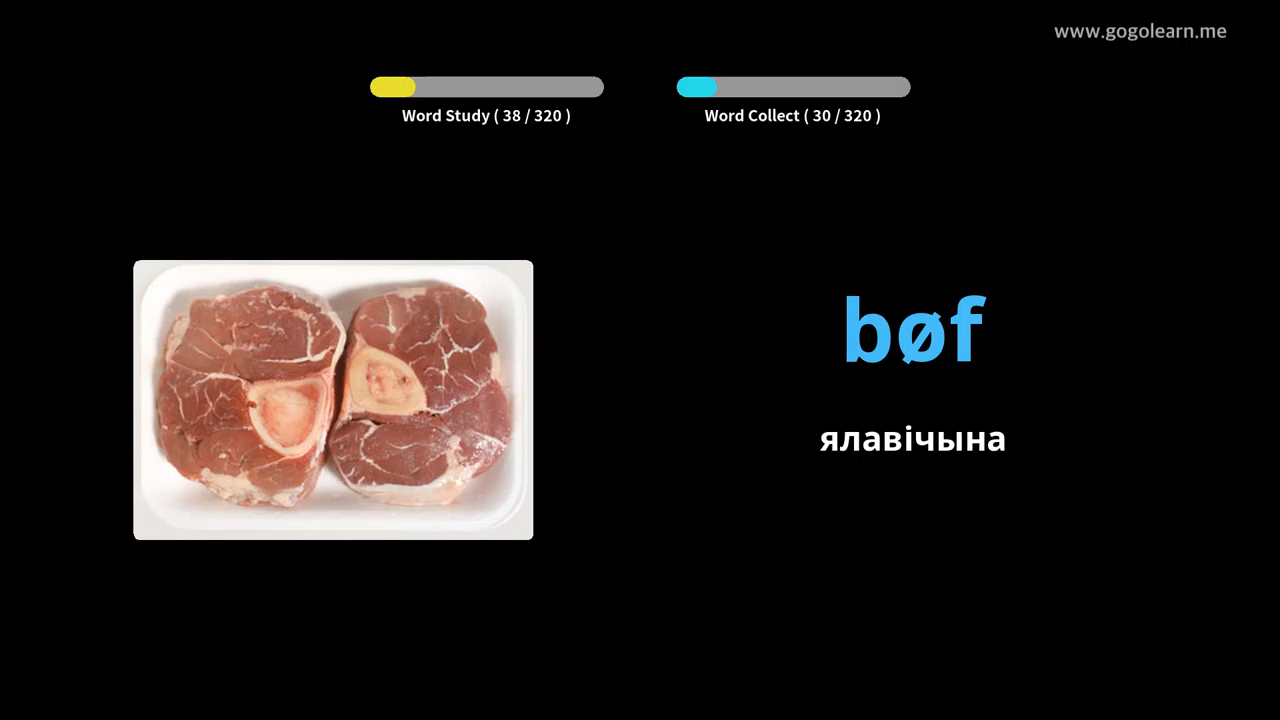 www.gogolearn.me
Word Study ( 38 / 320 )
Word Collect ( 30 / 320 )
bøf
ялавічына